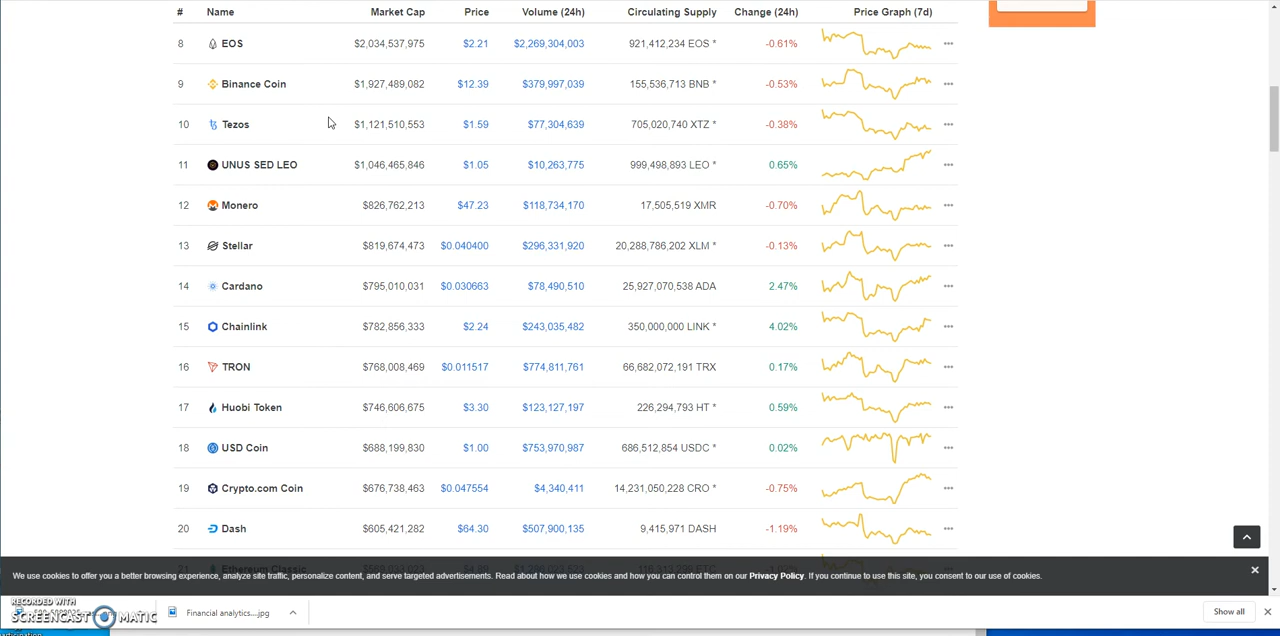 # Name Market Cap Price Volume (24h) Circulating Supply Change (24h) Price Graph (7d)
8 EOS $2,034,537,975 $2.21 $2,269,304,003 921,412,234 EOS * -0.61%
9 Binance Coin $1,927,489,082 $12.39 $379,997,039 155,536,713 BNB * -0.53%
10 Tezos $1,121,510,553 $1.59 $77,304,639 705,020,740 XTZ * -0.38%
11 UNUS SED LEO $1,046,465,846 $1.05 $10,263,775 999,498,893 LEO * 0.65%
12 Monero $826,762,213 $47.23 $118,734,170 17,505,519 XMR -0.70%
13 Stellar $819,674,473 $0.040400 $296,331,920 20,288,786,202 XLM * -0.13%
14 Cardano $795,010,031 $0.030663 $78,490,510 25,927,070,538 ADA 2.47%
15 Chainlink $782,856,333 $2.24 $243,035,482 350,000,000 LINK * 4.02%
16 TRON $768,008,469 $0.011517 $774,811,761 66,682,072,191 TRX 0.17%
17 Huobi Token $746,606,675 $3.30 $123,127,197 226,294,793 HT * 0.59%
18 USD Coin $688,199,830 $1.00 $753,970,987 686,512,854 USDC * 0.02%
19 Crypto.com Coin $676,738,463 $0.047554 $4,340,411 14,231,050,228 CRO * -0.75%
20 Dash $605,421,282 $64.30 $507,900,135 9,415,971 DASH -1.19%
21 Ethereum Classic
We use cookies to offer you a better browsing experience, analyze site traffic, personalize content, and serve targeted advertisements. Read about how we use cookies and how you can control them on our Privacy Policy. If you continue to use this site, you consent to our use of cookies.
RECORDED WITH
SCREENCAST MATIC
Financial analytics....jpg
Show all